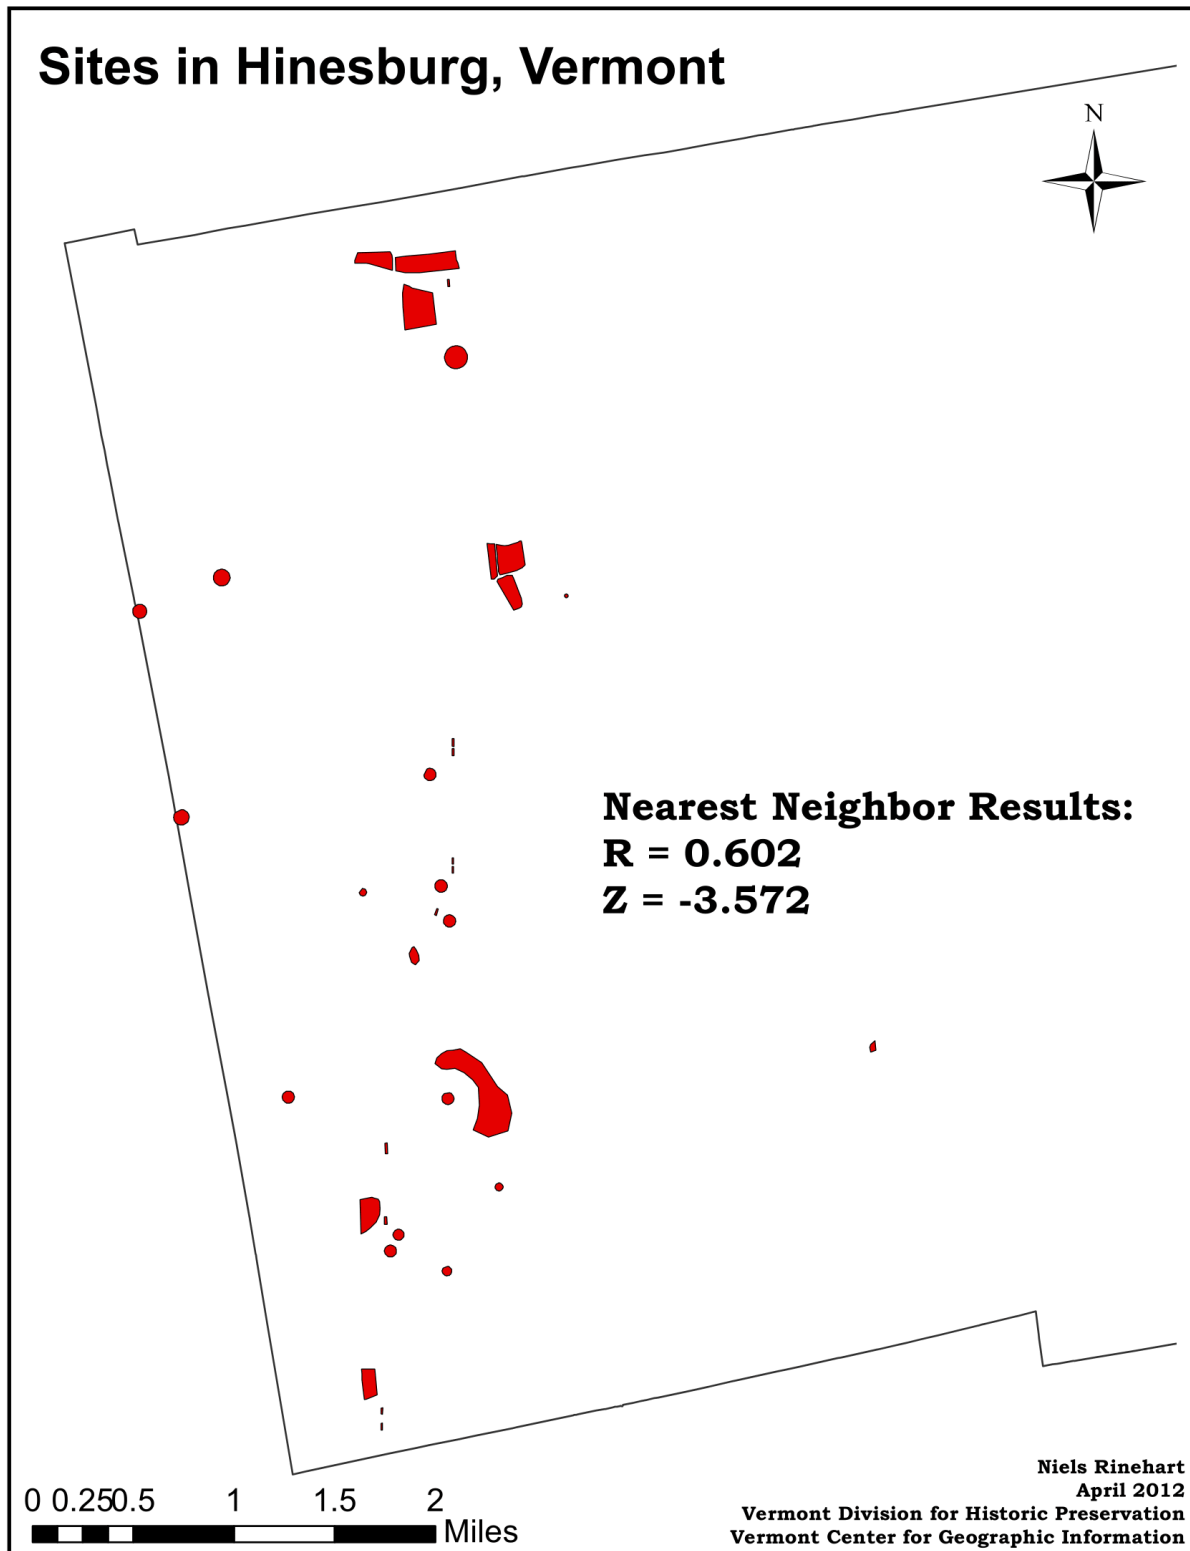 Sites in Hinesburg, Vermont
N
Nearest Neighbor Results:
R = 0.602
Z = -3.572
0 0.250.5 1 1.5 2
Miles
Niels Rinehart
April 2012
Vermont Division for Historic Preservation
Vermont Center for Geographic Information